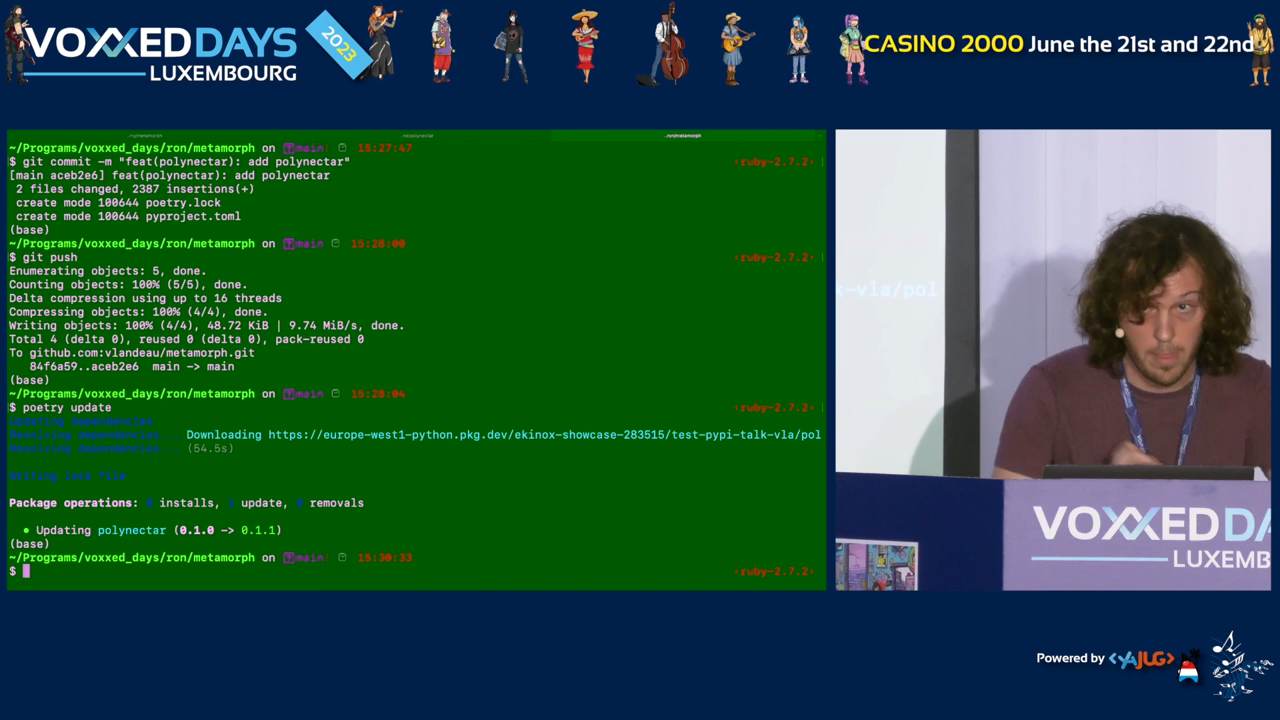 VOXXED DAYS
LUXEMBOURG
2023
CASINO 2000 June the 21st and 22nd
..ron/metamorph
~/Programs/voxxed_days/ron/metamorph on main! 15:27:47
$ git commit -m "feat(polynectar): add polynectar" ‹ruby-2.7.2›
[main aceb2e6] feat(polynectar): add polynectar
2 files changed, 2387 insertions(+)
create mode 100644 poetry.lock
create mode 100644 pyproject.toml
(base)
~/Programs/voxxed_days/ron/metamorph on main 15:28:00
$ git push ‹ruby-2.7.2›
Enumerating objects: 5, done.
Counting objects: 100% (5/5), done.
Delta compression using up to 16 threads
Compressing objects: 100% (4/4), done.
Writing objects: 100% (4/4), 48.72 KiB | 9.74 MiB/s, done.
Total 4 (delta 0), reused 0 (delta 0), pack-reused 0
To github.com:vlandeau/metamorph.git
84f6a59..aceb2e6 main -> main
(base)
~/Programs/voxxed_days/ron/metamorph on main 15:28:04
$ poetry update ‹ruby-2.7.2›
Updating dependencies
Resolving dependencies... Downloading https://europe-west1-python.pkg.dev/ekinox-showcase-283515/test-pypi-talk-vla/pol
Resolving dependencies... (54.5s)
Writing lock file
Package operations: 0 installs, 1 update, 0 removals
• Updating polynectar (0.1.0 -> 0.1.1)
(base)
~/Programs/voxxed_days/ron/metamorph on main! 15:30:33
$ ‹ruby-2.7.2›
k-vla/pol
VOXXED DA
LUXEMB
Powered by <YAJUG>